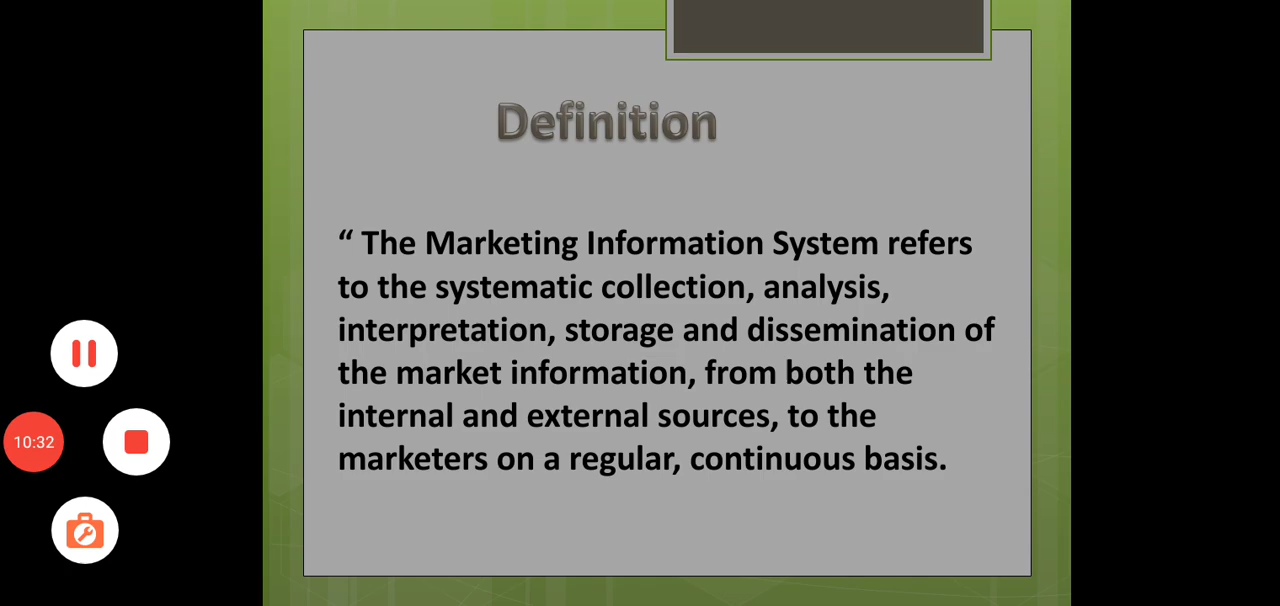 Definition
“ The Marketing Information System refers
to the systematic collection, analysis,
interpretation, storage and dissemination of
the market information, from both the
internal and external sources, to the
marketers on a regular, continuous basis.
10:32